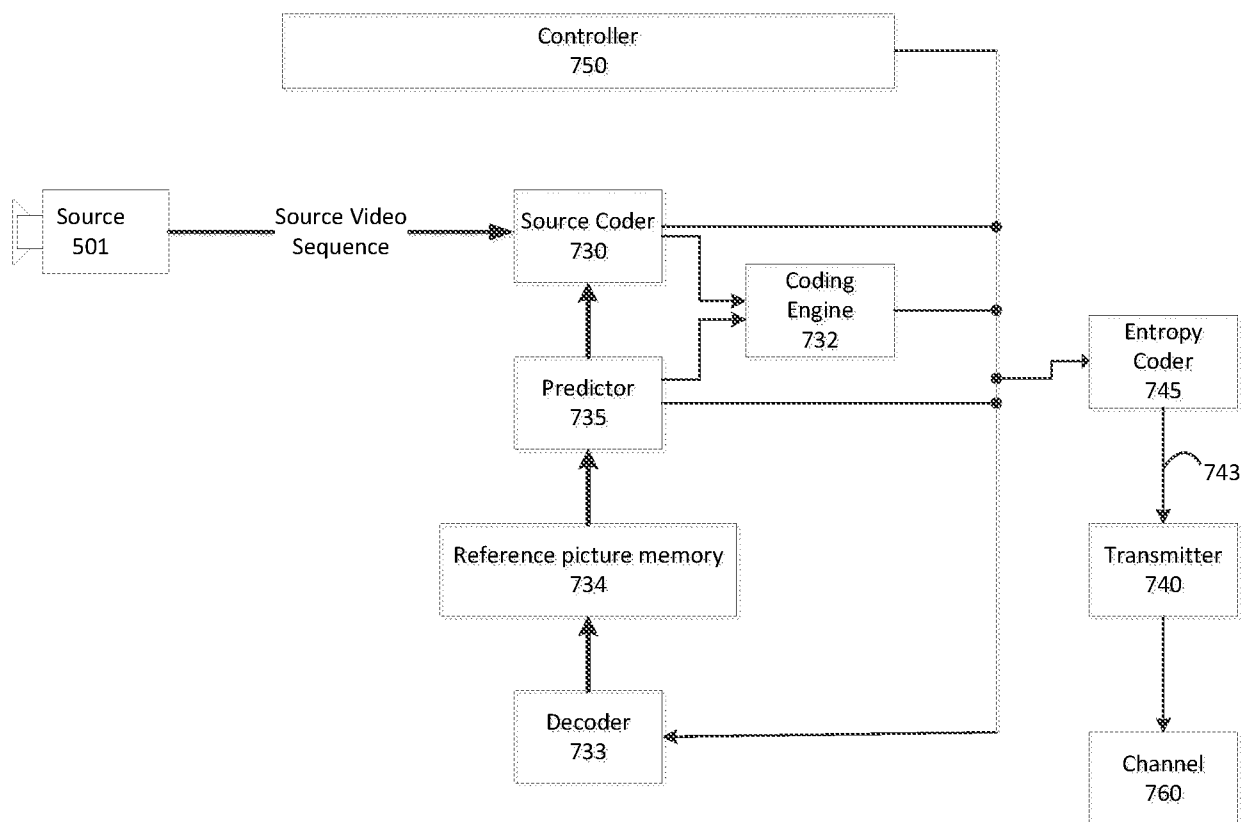 Controller
750
Source
501
Source Video
Sequence
Source Coder
730
Coding
Engine
732
Entropy
Coder
745
Predictor
735
743
Reference picture memory
734
Transmitter
740
Decoder
733
Channel
760